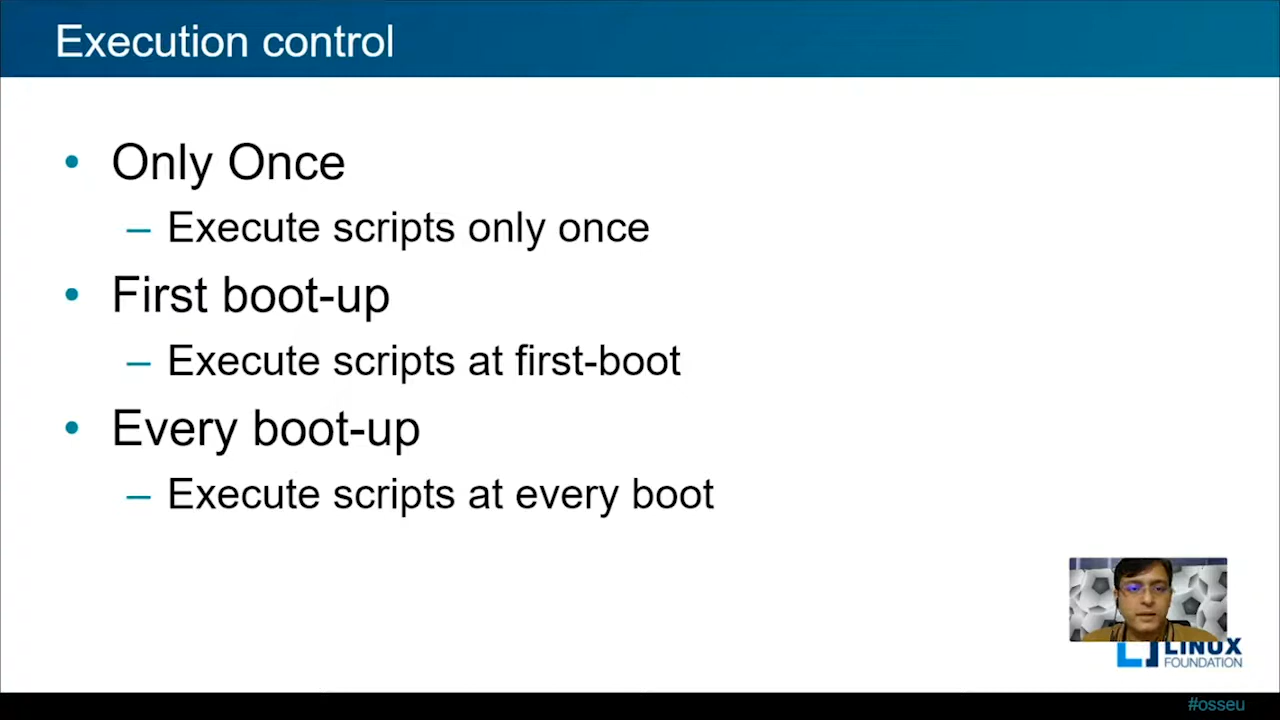 Execution control
• Only Once
– Execute scripts only once
• First boot-up
– Execute scripts at first-boot
• Every boot-up
– Execute scripts at every boot
LINUX
FOUNDATION
#osseu